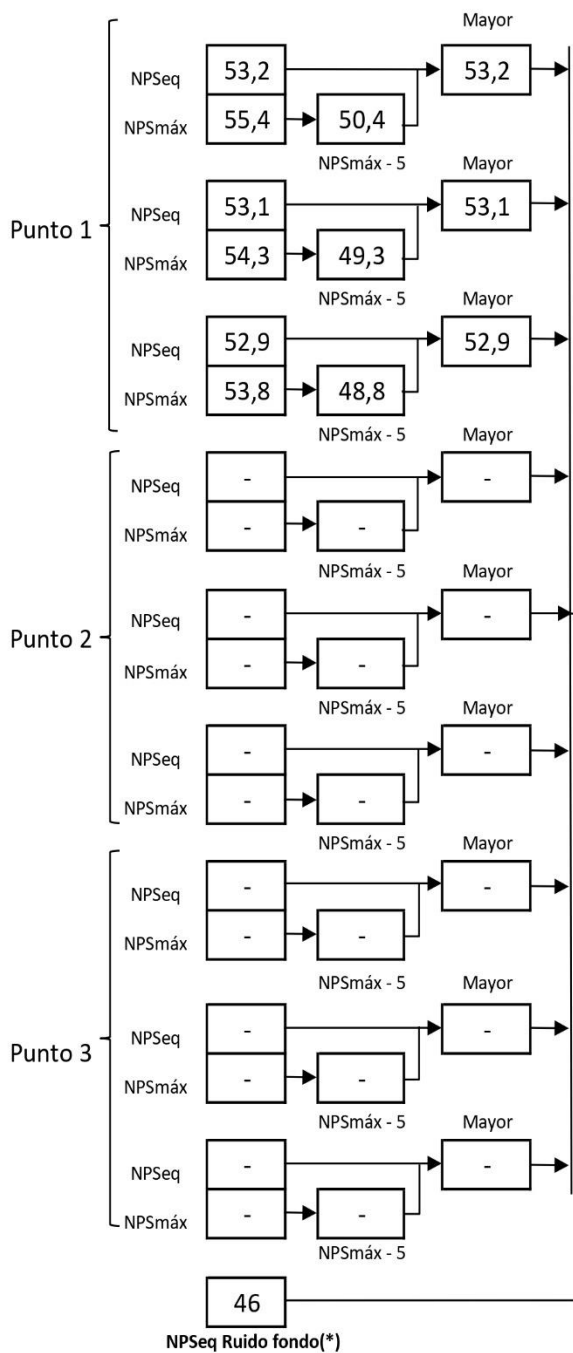 Mayor
NPSeq 53,2 53,2
NPSmáx 55,4 50,4
NPSmáx - 5 Mayor
Punto 1
NPSeq 53,1 53,1
NPSmáx 54,3 49,3
NPSmáx - 5 Mayor
NPSeq 52,9 52,9
NPSmáx 53,8 48,8
NPSmáx - 5 Mayor
NPSeq - -
NPSmáx - -
NPSmáx - 5 Mayor
Punto 2
NPSeq - -
NPSmáx - -
NPSmáx - 5 Mayor
NPSeq - -
NPSmáx - -
NPSmáx - 5 Mayor
NPSeq - -
NPSmáx - -
NPSmáx - 5 Mayor
Punto 3
NPSeq - -
NPSmáx - -
NPSmáx - 5 Mayor
NPSeq - -
NPSmáx - -
NPSmáx - 5
46
NPSeq Ruido fondo(*)